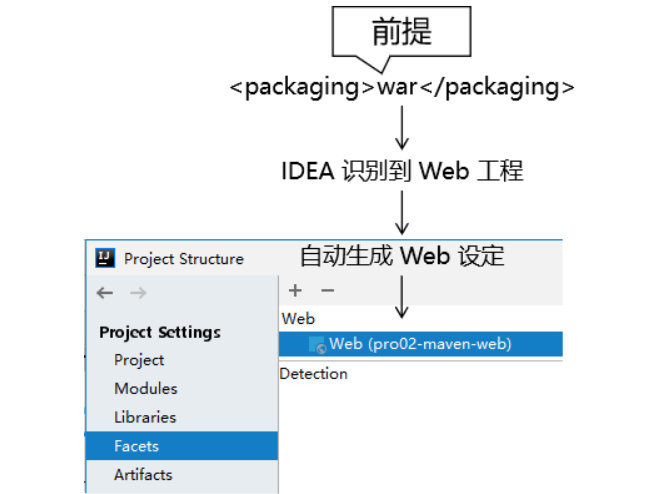 前提
<packaging>war</packaging>
IDEA 识别到 Web 工程
自动生成 Web 设定
IJ
Project Structure
Project Settings
Project
Modules
Libraries
Facets
Artifacts
Web
Web (pro02-maven-web)
Detection